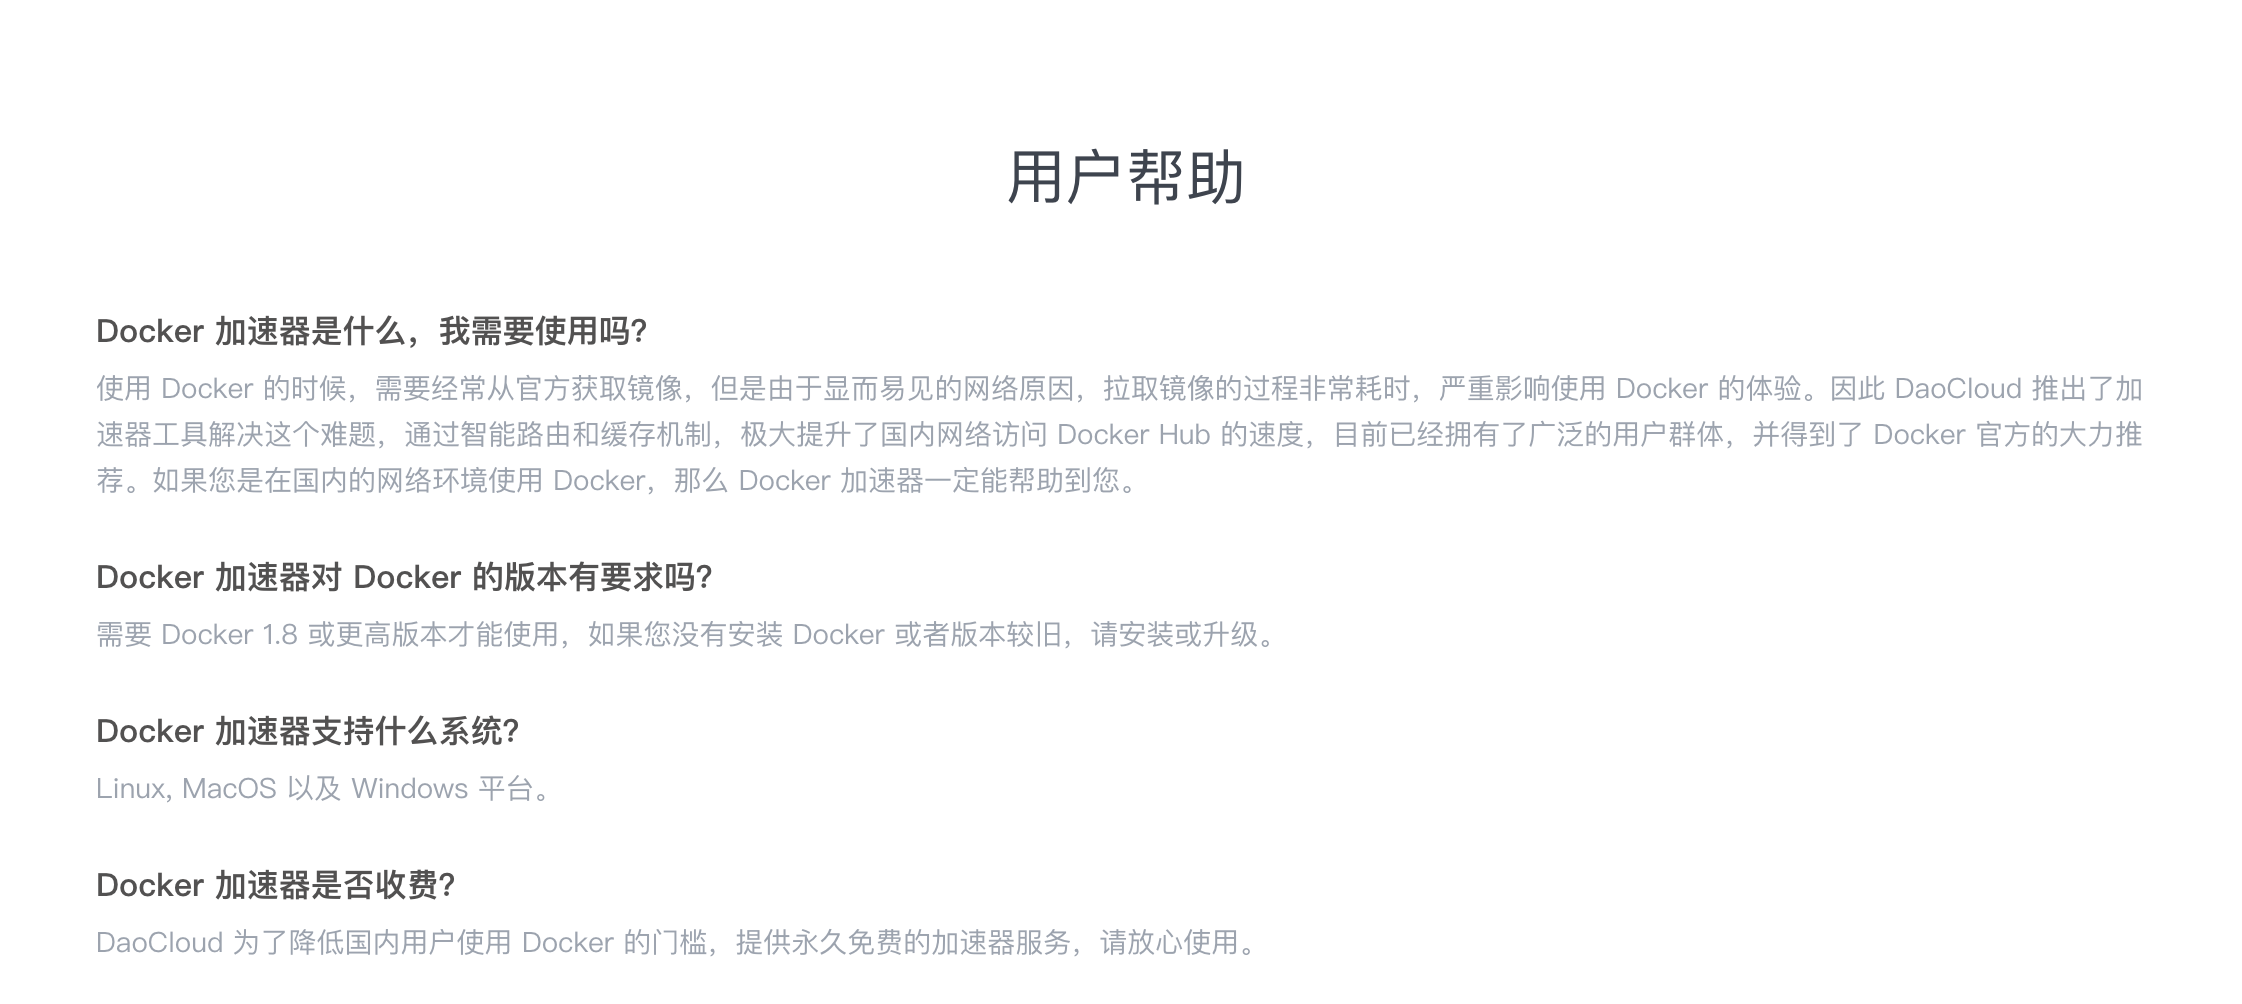 用户帮助
Docker 加速器是什么，我需要使用吗?
使用 Docker 的时候，需要经常从官方获取镜像，但是由于显而易见的网络原因，拉取镜像的过程非常耗时，严重影响使用 Docker 的体验。因此 DaoCloud 推出了加
速器工具解决这个难题，通过智能路由和缓存机制，极大提升了国内网络访问 Docker Hub 的速度，目前已经拥有了广泛的用户群体，并得到了 Docker 官方的大力推
荐。如果您是在国内的网络环境使用 Docker，那么 Docker 加速器一定能帮助到您。
Docker 加速器对 Docker 的版本有要求吗?
需要 Docker 1.8 或更高版本才能使用，如果您没有安装 Docker 或者版本较旧，请安装或升级。
Docker 加速器支持什么系统?
Linux, MacOS 以及 Windows 平台。
Docker 加速器是否收费?
DaoCloud 为了降低国内用户使用 Docker 的门槛，提供永久免费的加速器服务，请放心使用。